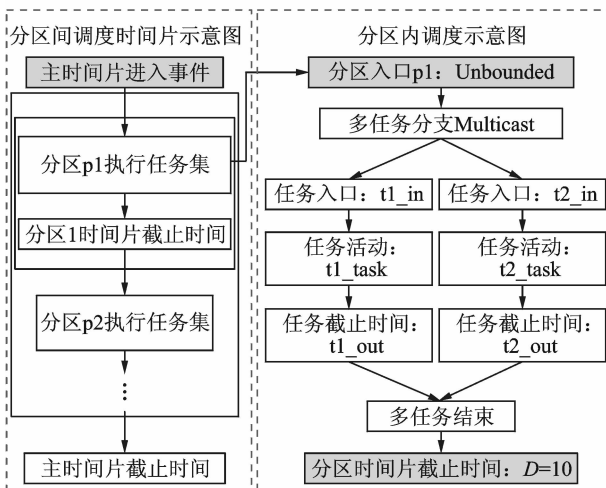 分区间调度时间片示意图
主时间片进入事件
分区p1执行任务集
分区1时间片截止时间
分区p2执行任务集
⋮
主时间片截止时间
分区内调度示意图
分区入口p1：Unbounded
多任务分支Multicast
任务入口：t1_in
任务入口：t2_in
任务活动：
t1_task
任务活动：
t2_task
任务截止时间：
t1_out
任务截止时间：
t2_out
多任务结束
分区时间片截止时间：D=10